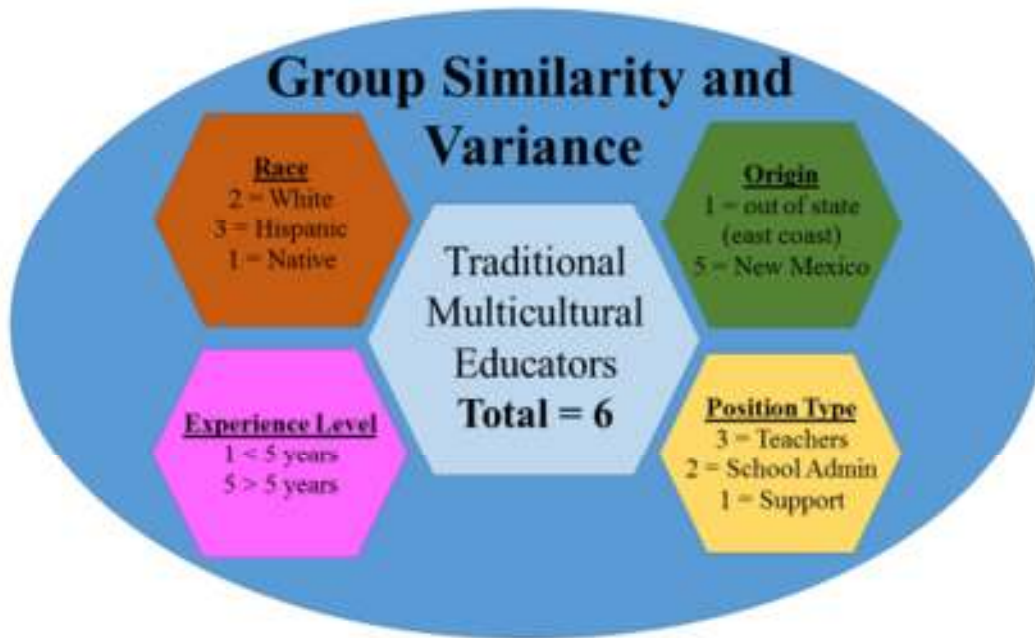 Group Similarity and
Variance
Race
2 = White
3 = Hispanic
1 = Native
Origin
1 = out of state
(east coast)
5 = New Mexico
Traditional
Multicultural
Educators
Total = 6
Experience Level
1 < 5 years
5 > 5 years
Position Type
3 = Teachers
2 = School Admin
1 = Support